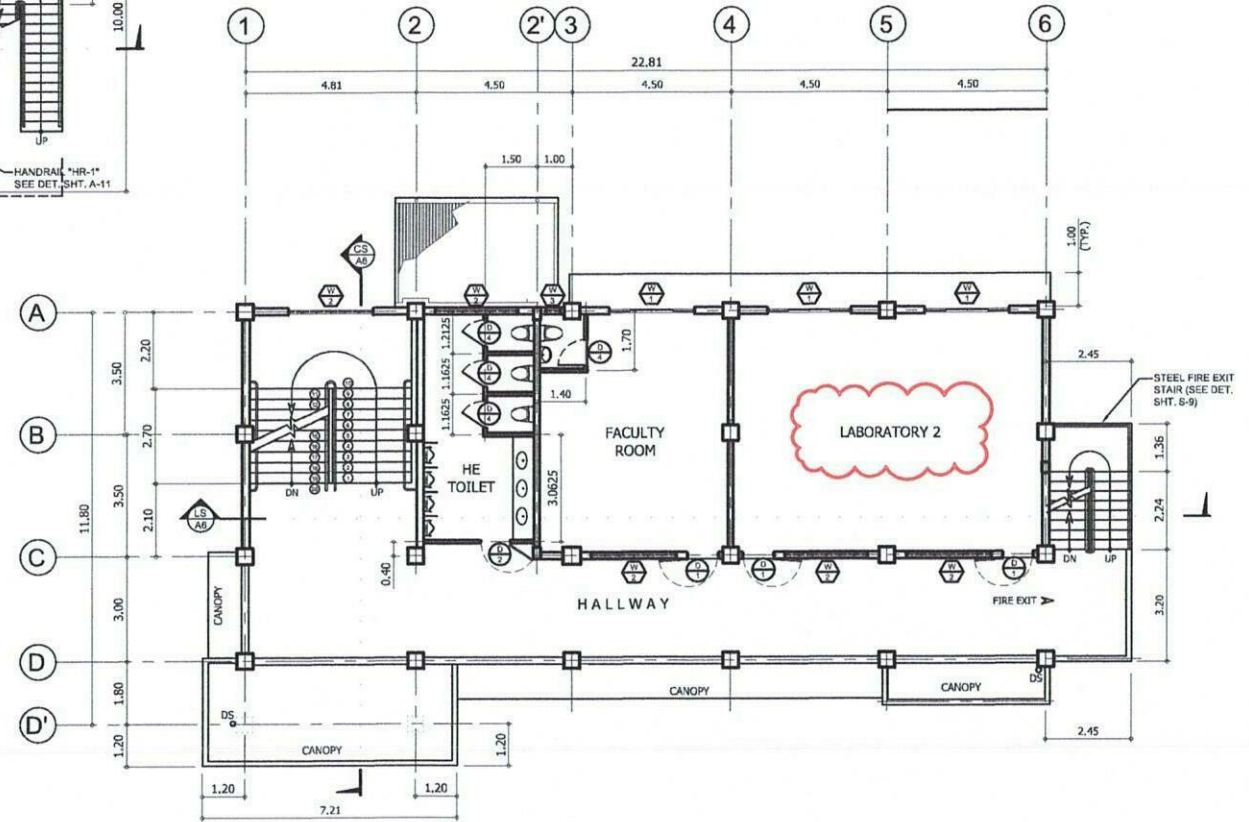 10.00
UP
HANDRAIL "HR-1"
SEE DET. SHT. A-11
1
2
2'
3
4
5
6
22.81
4.81
4.50
4.50
4.50
4.50
1.50
1.00
1.00
(TYP.)
CS
A6
W
2
W
2
W
3
W
1
W
1
W
1
A
B
C
D
D'
11.80
3.50
3.50
3.00
1.80
1.20
2.20
2.70
2.10
DN
UP
LS
A6
1.2125
1.1625
1.1625
D
4
D
4
D
4
D
4
1.70
1.40
3.0625
HE
TOILET
FACULTY
ROOM
LABORATORY 2
2.45
STEEL FIRE EXIT
STAIR (SEE DET.
SHT. S-9)
1.36
2.24
3.20
DN
UP
0.40
D
2
W
2
D
1
D
1
W
2
W
2
D
1
HALLWAY
FIRE EXIT
CANOPY
CANOPY
CANOPY
CANOPY
DS
DS
1.20
2.45
1.20
1.20
7.21